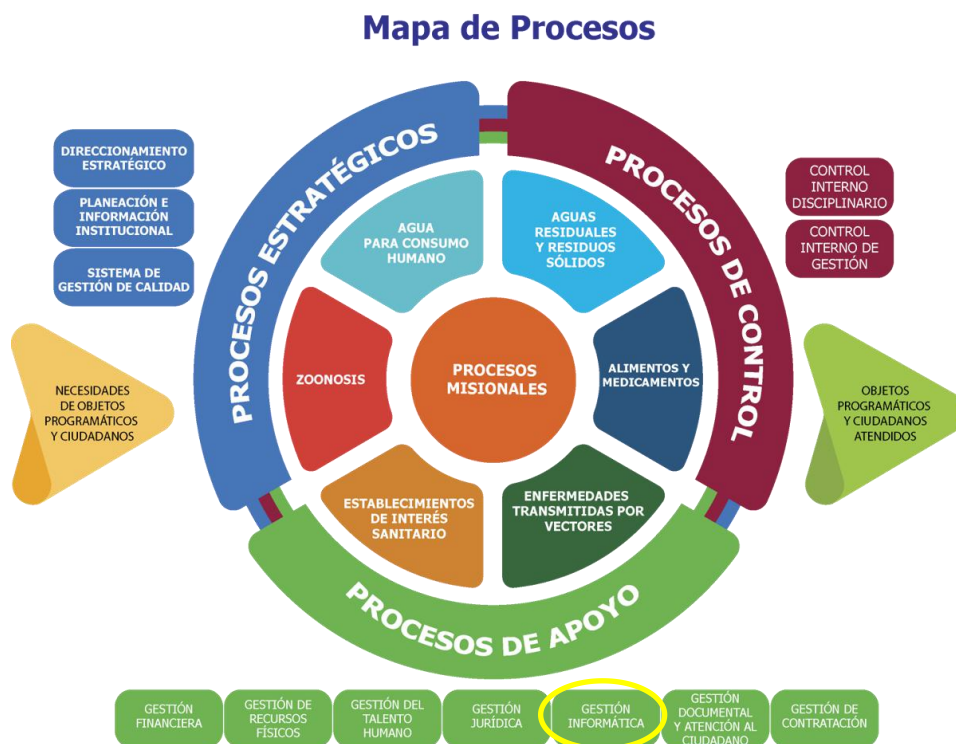 Mapa de Procesos
DIRECCIONAMIENTO
ESTRATÉGICO
PLANEACIÓN E
INFORMACIÓN
INSTITUCIONAL
SISTEMA DE
GESTIÓN DE CALIDAD
NECESIDADES
DE OBJETOS
PROGRAMÁTICOS
Y CIUDADANOS
PROCESOS ESTRATÉGICOS
PROCESOS DE CONTROL
AGUA
PARA CONSUMO
HUMANO
AGUAS
RESIDUALES
Y RESIDUOS
SÓLIDOS
ZOONOSIS
PROCESOS
MISIONALES
ALIMENTOS Y
MEDICAMENTOS
ESTABLECIMIENTOS
DE INTERÉS
SANITARIO
ENFERMEDADES
TRANSMITIDAS POR
VECTORES
CONTROL
INTERNO
DISCIPLINARIO
CONTROL
INTERNO DE
GESTIÓN
OBJETOS
PROGRAMÁTICOS
Y CIUDADANOS
ATENDIDOS
PROCESOS DE APOYO
GESTIÓN
FINANCIERA
GESTIÓN DE
RECURSOS
FÍSICOS
GESTIÓN DEL
TALENTO
HUMANO
GESTIÓN
JURÍDICA
GESTIÓN
INFORMÁTICA
GESTIÓN
DOCUMENTAL
Y ATENCIÓN AL
CIUDADANO
GESTIÓN DE
CONTRATACIÓN